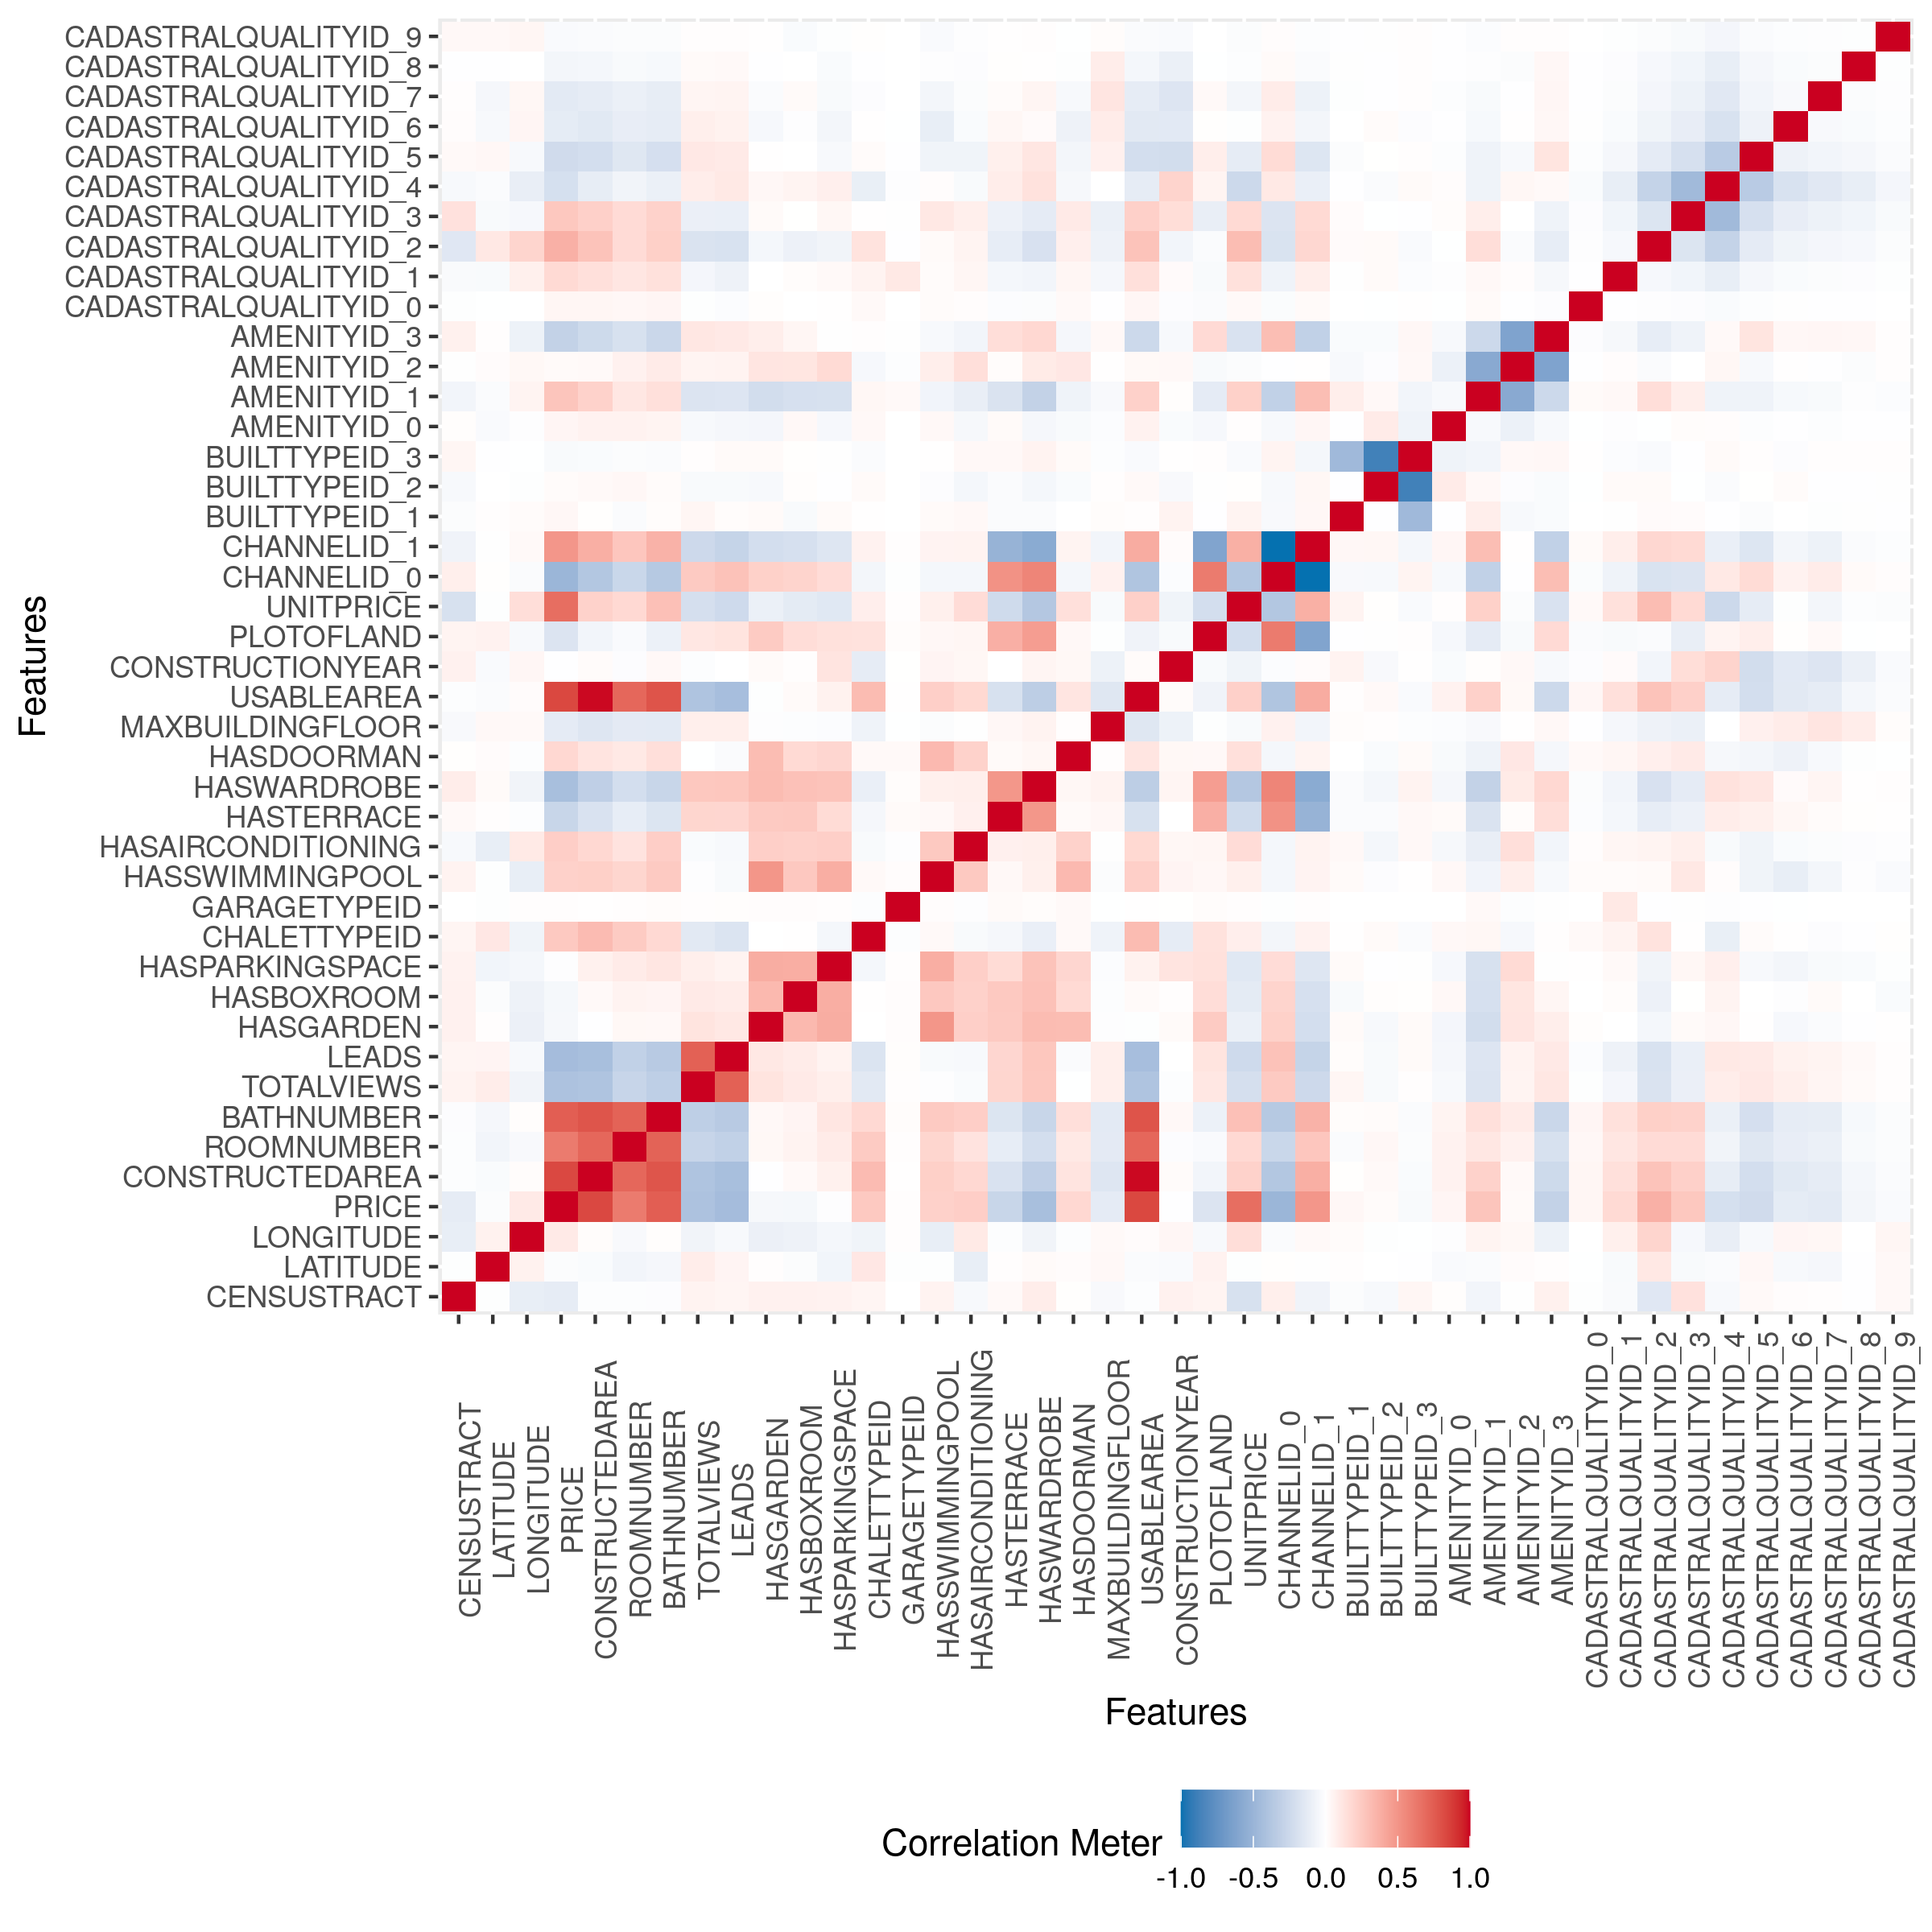 CADASTRALQUALITYID_9
CADASTRALQUALITYID_8
CADASTRALQUALITYID_7
CADASTRALQUALITYID_6
CADASTRALQUALITYID_5
CADASTRALQUALITYID_4
CADASTRALQUALITYID_3
CADASTRALQUALITYID_2
CADASTRALQUALITYID_1
CADASTRALQUALITYID_0
AMENITYID_3
AMENITYID_2
AMENITYID_1
AMENITYID_0
BUILTTYPEID_3
BUILTTYPEID_2
BUILTTYPEID_1
CHANNELID_1
CHANNELID_0
UNITPRICE
PLOTOFLAND
CONSTRUCTIONYEAR
USABLEAREA
MAXBUILDINGFLOOR
HASDOORMAN
HASWARDROBE
HASTERRACE
HASAIRCONDITIONING
HASSWIMMINGPOOL
GARAGETYPEID
CHALETTYPEID
HASPARKINGSPACE
HASBOXROOM
HASGARDEN
LEADS
TOTALVIEWS
BATHNUMBER
ROOMNUMBER
CONSTRUCTEDAREA
PRICE
LONGITUDE
LATITUDE
CENSUSTRACT
Features
CENSUSTRACT
LATITUDE
LONGITUDE
PRICE
CONSTRUCTEDAREA
ROOMNUMBER
BATHNUMBER
TOTALVIEWS
LEADS
HASGARDEN
HASBOXROOM
HASPARKINGSPACE
CHALETTYPEID
GARAGETYPEID
HASSWIMMINGPOOL
HASAIRCONDITIONING
HASTERRACE
HASWARDROBE
HASDOORMAN
MAXBUILDINGFLOOR
USABLEAREA
CONSTRUCTIONYEAR
PLOTOFLAND
UNITPRICE
CHANNELID_0
CHANNELID_1
BUILTTYPEID_1
BUILTTYPEID_2
BUILTTYPEID_3
AMENITYID_0
AMENITYID_1
AMENITYID_2
AMENITYID_3
CADASTRALQUALITYID_0
CADASTRALQUALITYID_1
CADASTRALQUALITYID_2
CADASTRALQUALITYID_3
CADASTRALQUALITYID_4
CADASTRALQUALITYID_5
CADASTRALQUALITYID_6
CADASTRALQUALITYID_7
CADASTRALQUALITYID_8
CADASTRALQUALITYID_9
Features
Correlation Meter
-1.0 -0.5 0.0 0.5 1.0